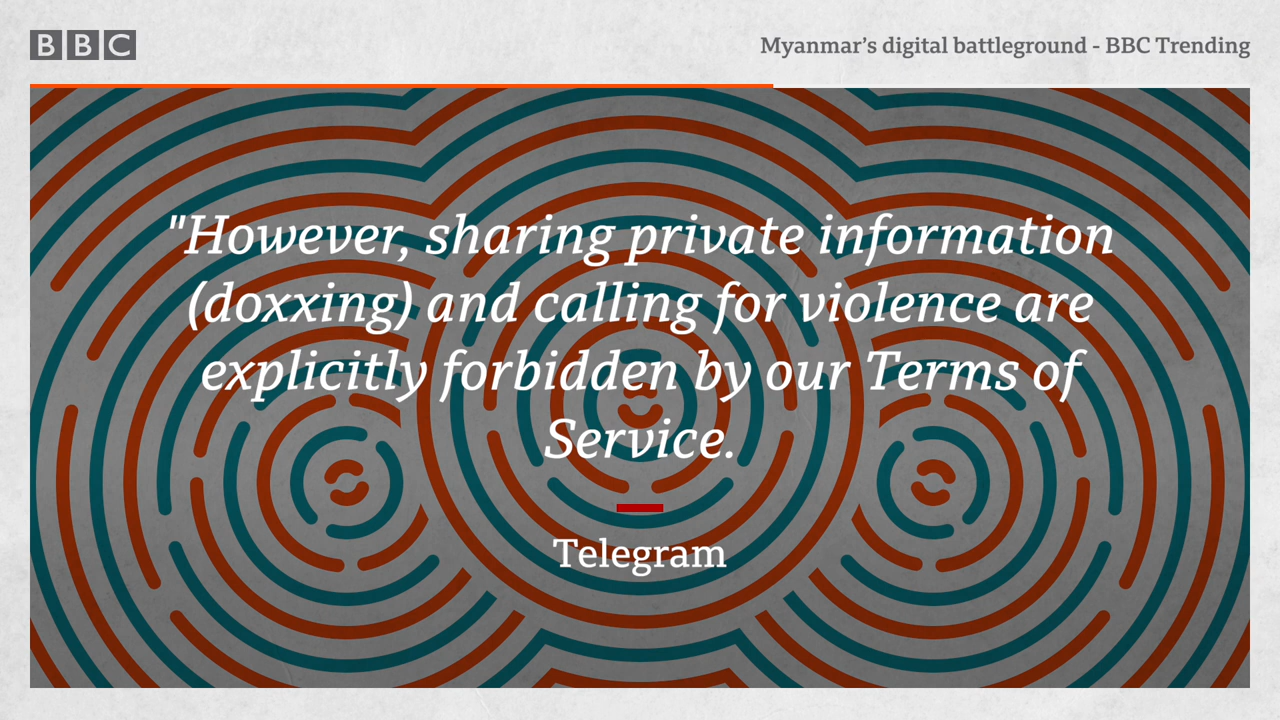 BBC
Myanmar’s digital battleground - BBC Trending
"However, sharing private information
(doxxing) and calling for violence are
explicitly forbidden by our Terms of
Service.
Telegram